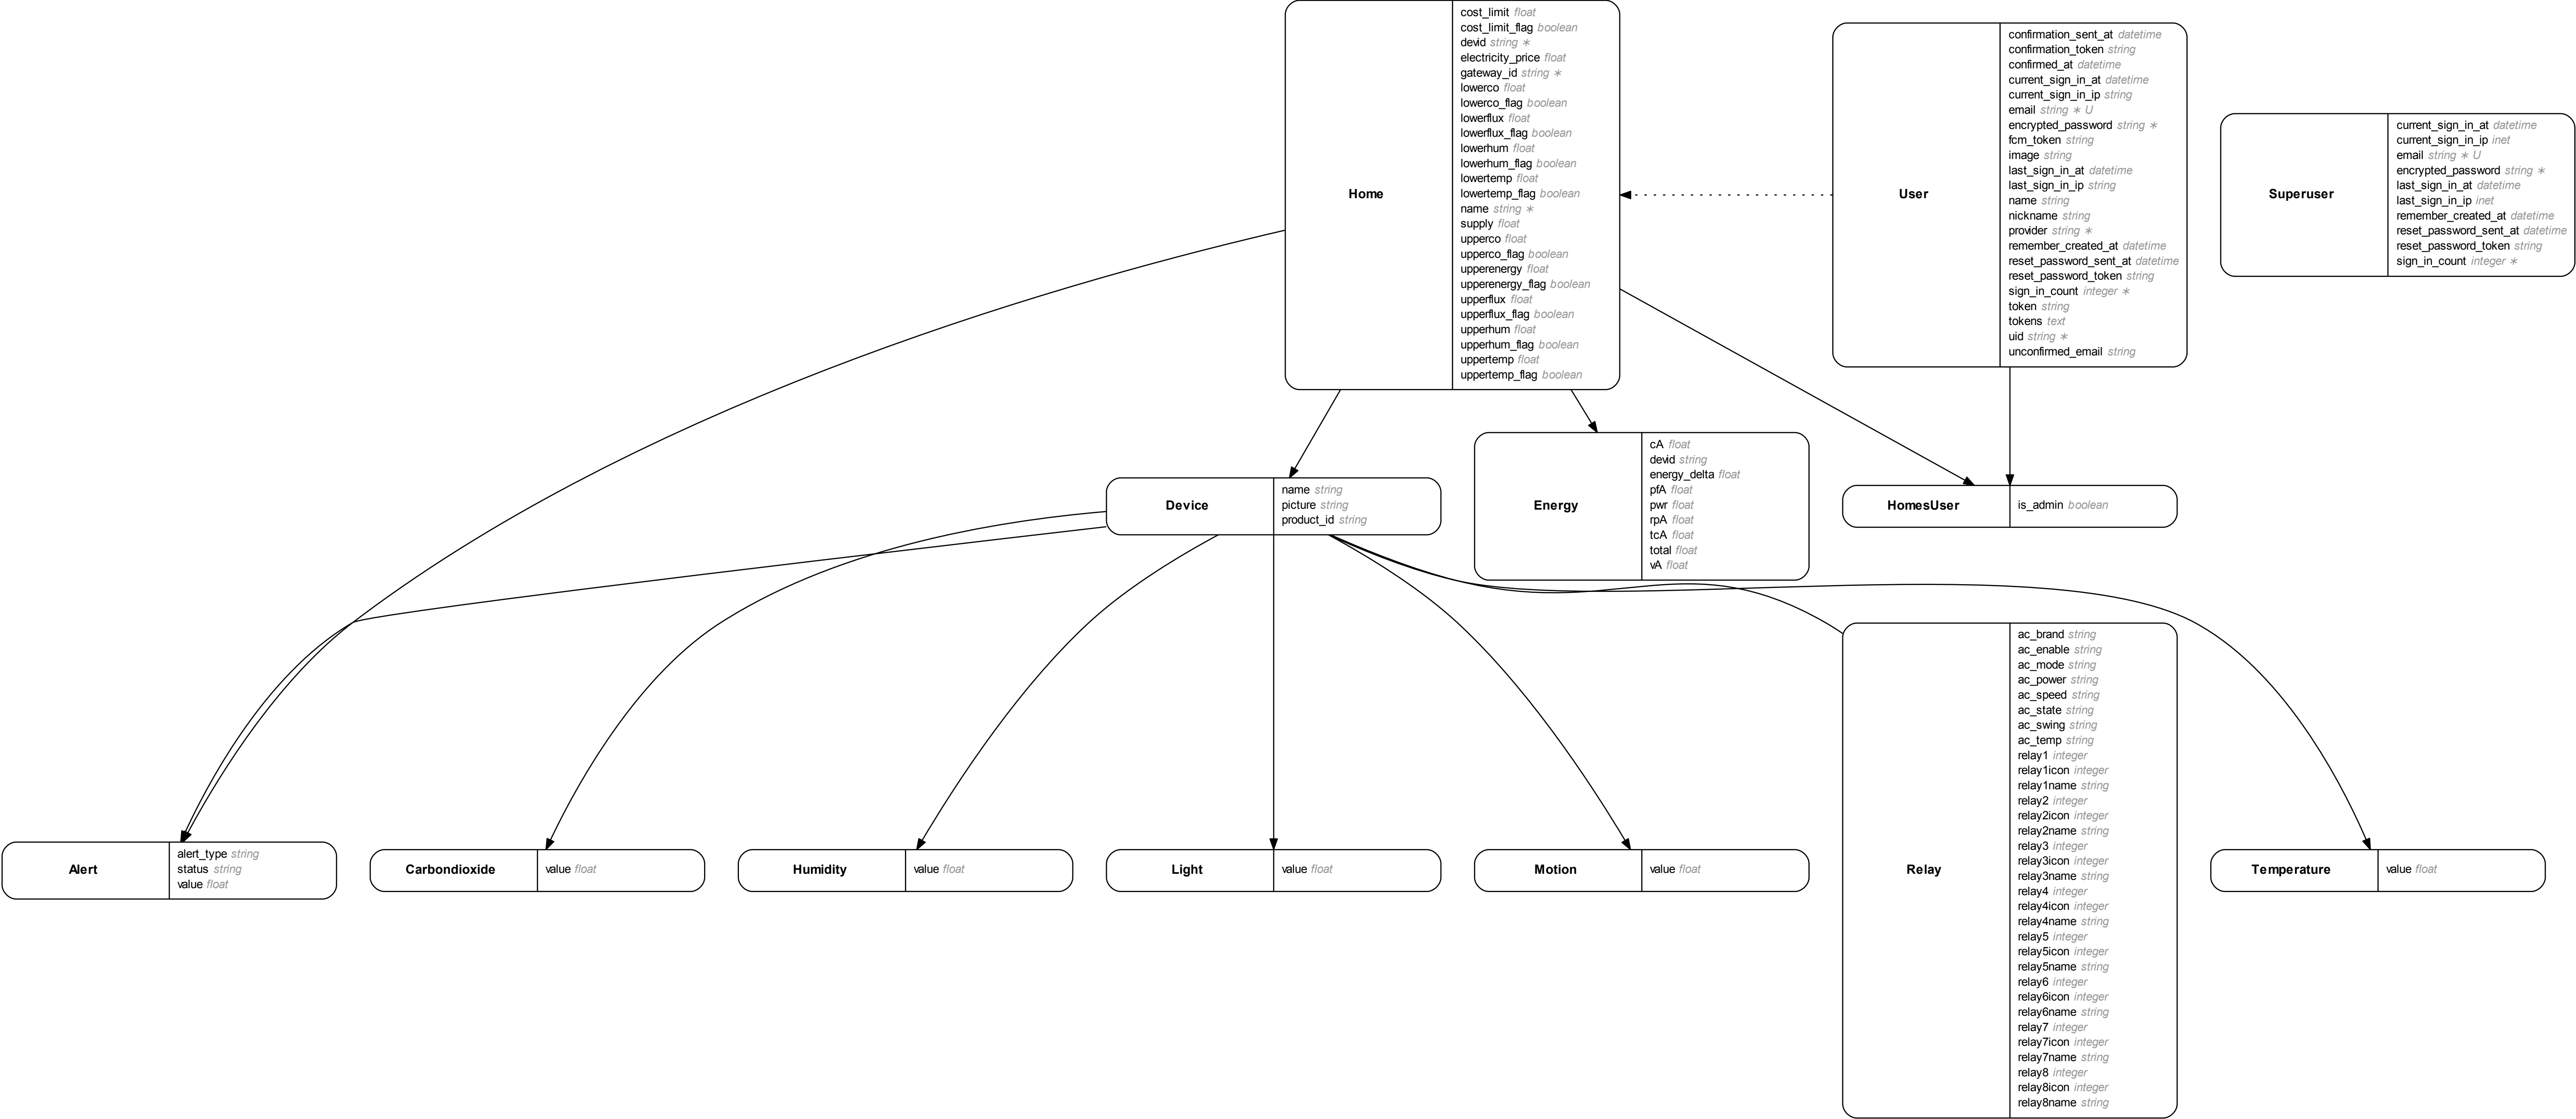 Home
cost_limit float
cost_limit_flag boolean
devid string ∗
electricity_price float
gateway_id string ∗
lowerco float
lowerco_flag boolean
lowerflux float
lowerflux_flag boolean
lowerhum float
lowerhum_flag boolean
lowertemp float
lowertemp_flag boolean
name string ∗
supply float
upperco float
upperco_flag boolean
upperenergy float
upperenergy_flag boolean
upperflux float
upperflux_flag boolean
upperhum float
upperhum_flag boolean
uppertemp float
uppertemp_flag boolean
User
confirmation_sent_at datetime
confirmation_token string
confirmed_at datetime
current_sign_in_at datetime
current_sign_in_ip string
email string ∗ U
encrypted_password string ∗
fcm_token string
image string
last_sign_in_at datetime
last_sign_in_ip string
name string
nickname string
provider string ∗
remember_created_at datetime
reset_password_sent_at datetime
reset_password_token string
sign_in_count integer ∗
token string
tokens text
uid string ∗
unconfirmed_email string
Superuser
current_sign_in_at datetime
current_sign_in_ip inet
email string ∗ U
encrypted_password string ∗
last_sign_in_at datetime
last_sign_in_ip inet
remember_created_at datetime
reset_password_sent_at datetime
reset_password_token string
sign_in_count integer ∗
Device
name string
picture string
product_id string
Energy
cA float
devid string
energy_delta float
pfA float
pwr float
rpA float
tcA float
total float
vA float
HomesUser
is_admin boolean
Alert
alert_type string
status string
value float
Carbondioxide
value float
Humidity
value float
Light
value float
Motion
value float
Relay
ac_brand string
ac_enable string
ac_mode string
ac_power string
ac_speed string
ac_state string
ac_swing string
ac_temp string
relay1 integer
relay1icon integer
relay1name string
relay2 integer
relay2icon integer
relay2name string
relay3 integer
relay3icon integer
relay3name string
relay4 integer
relay4icon integer
relay4name string
relay5 integer
relay5icon integer
relay5name string
relay6 integer
relay6icon integer
relay6name string
relay7 integer
relay7icon integer
relay7name string
relay8 integer
relay8icon integer
relay8name string
Temperature
value float